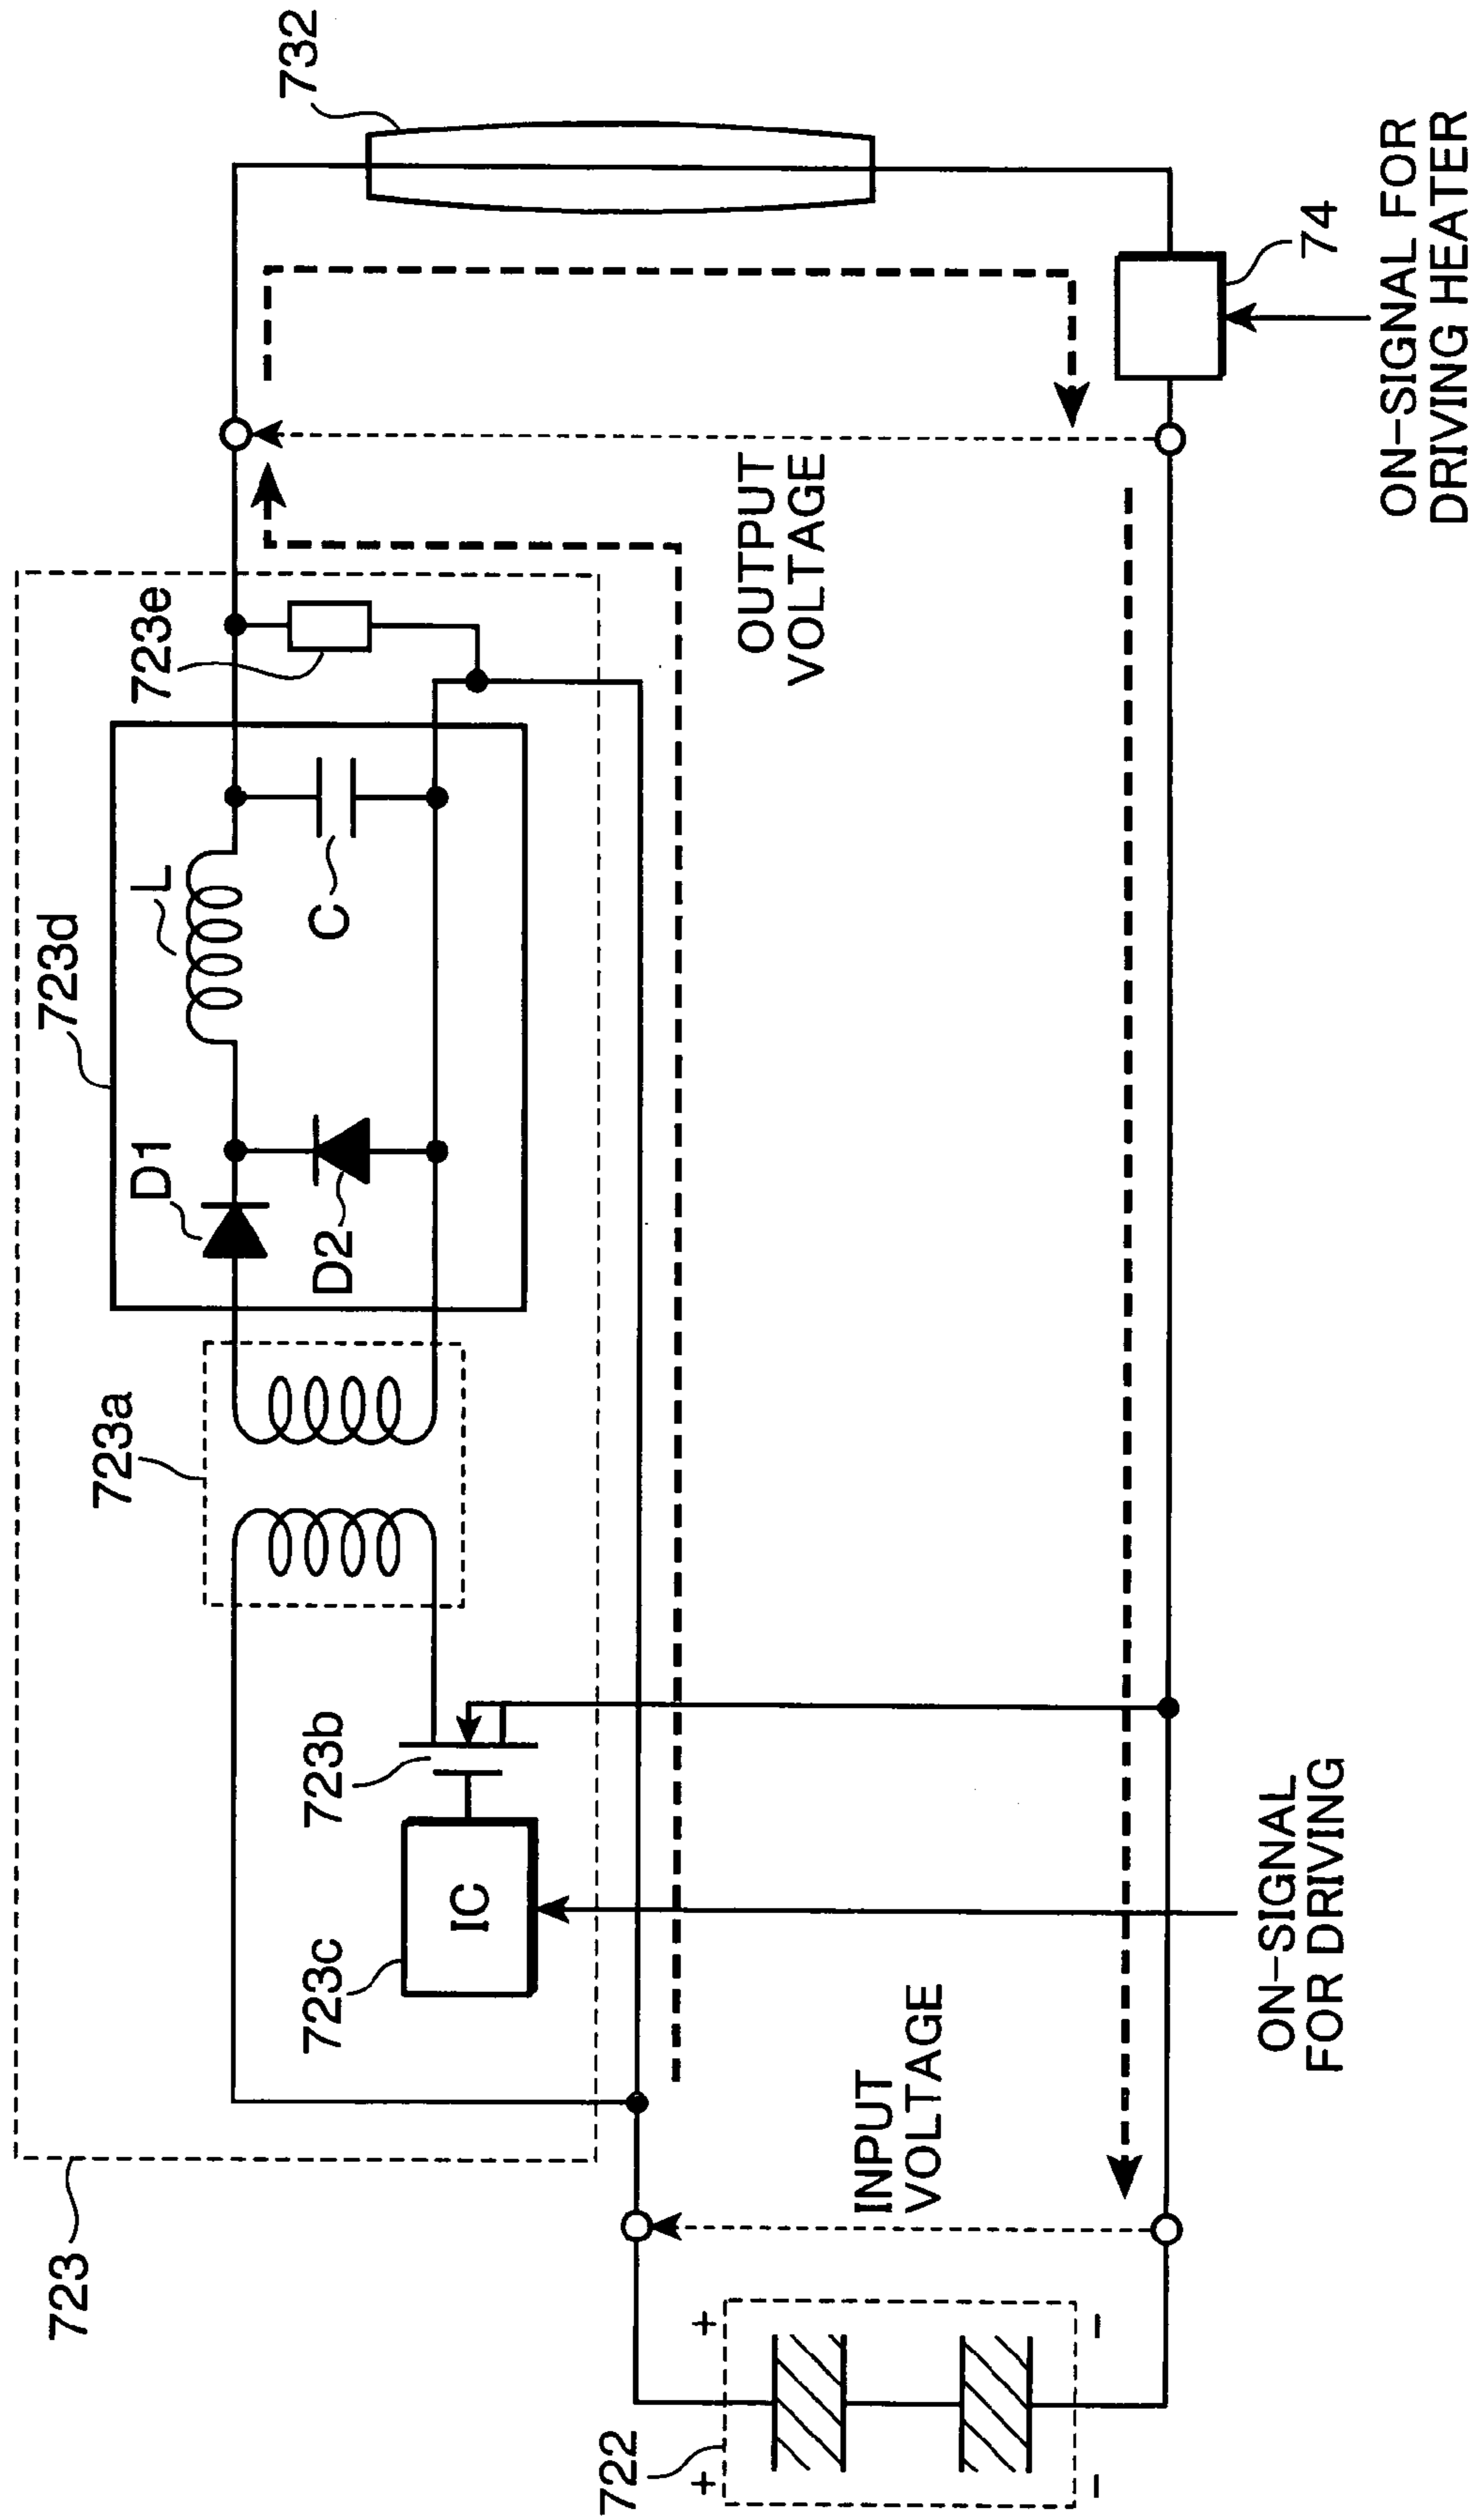 723
723d
723e
732
D1
L
723a
D2
C
723b
723c
IC
OUTPUT
VOLTAGE
INPUT
VOLTAGE
722
+
+
-
-
74
ON-SIGNAL
FOR DRIVING
ON-SIGNAL FOR
DRIVING HEATER